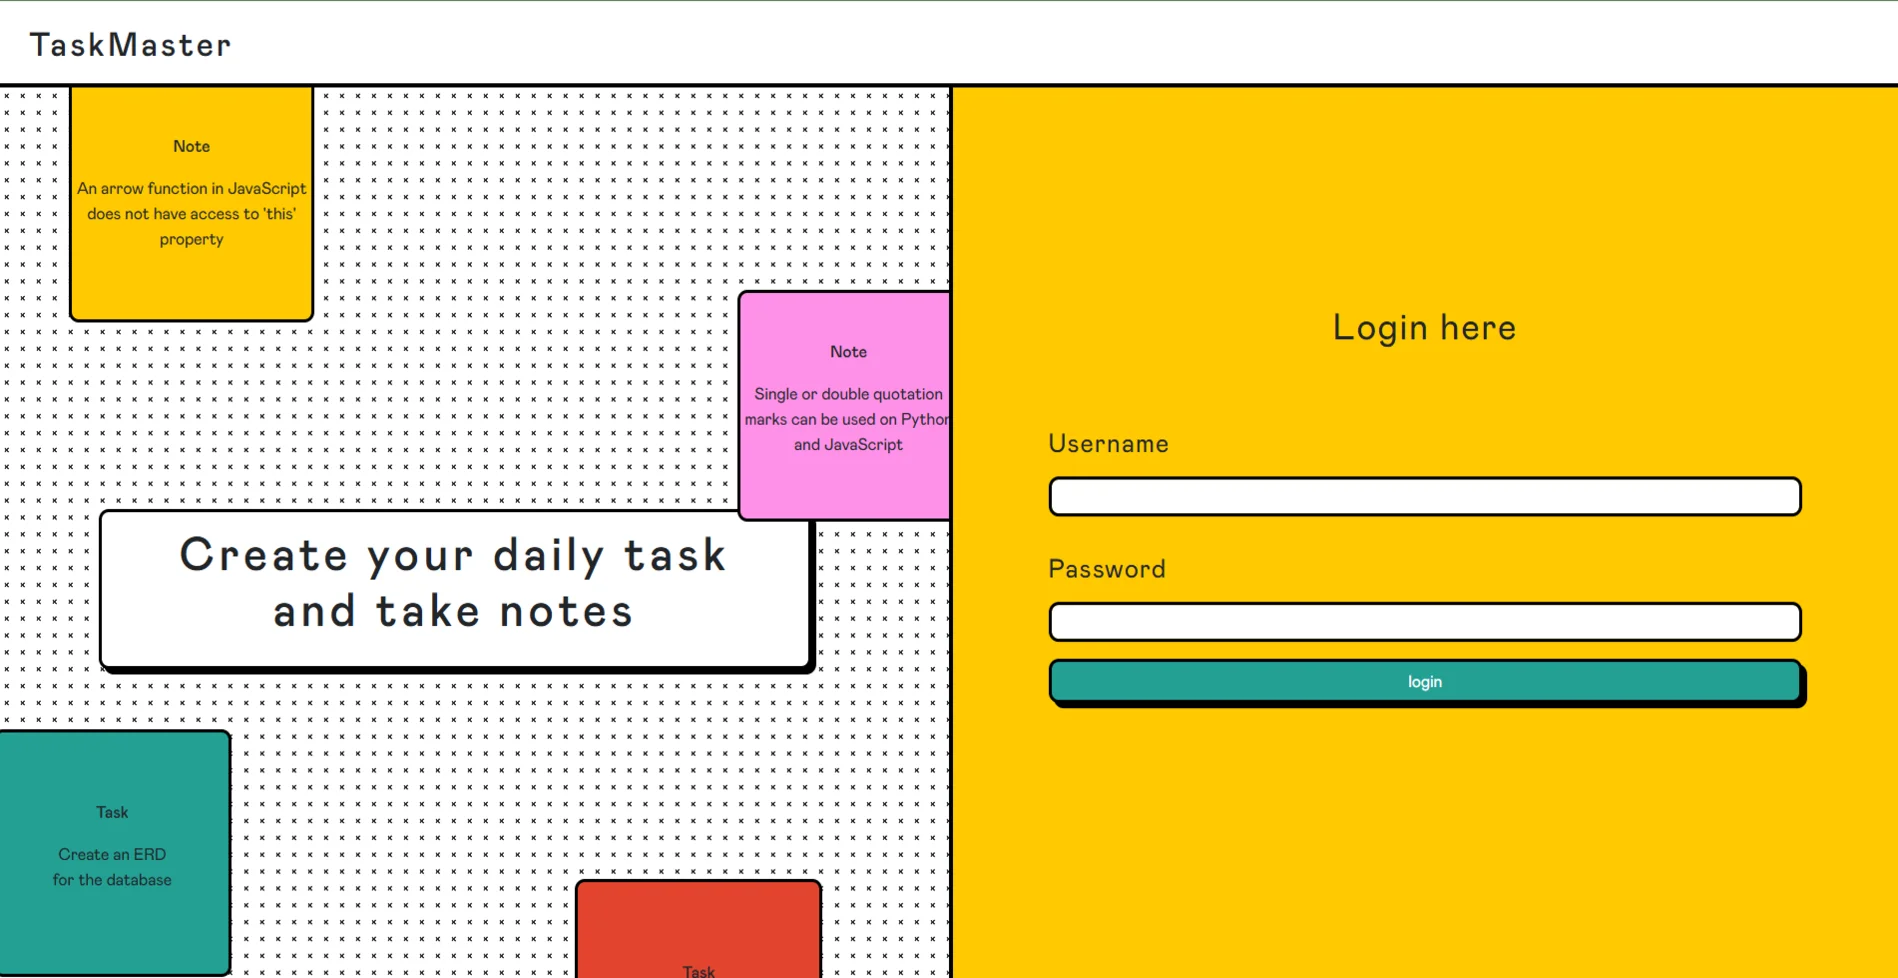 TaskMaster
Note
An arrow function in JavaScript
does not have access to 'this'
property
Note
Single or double quotation
marks can be used on Python
and JavaScript
Create your daily task
and take notes
Task
Create an ERD
for the database
Task
Login here
Username
Password
login